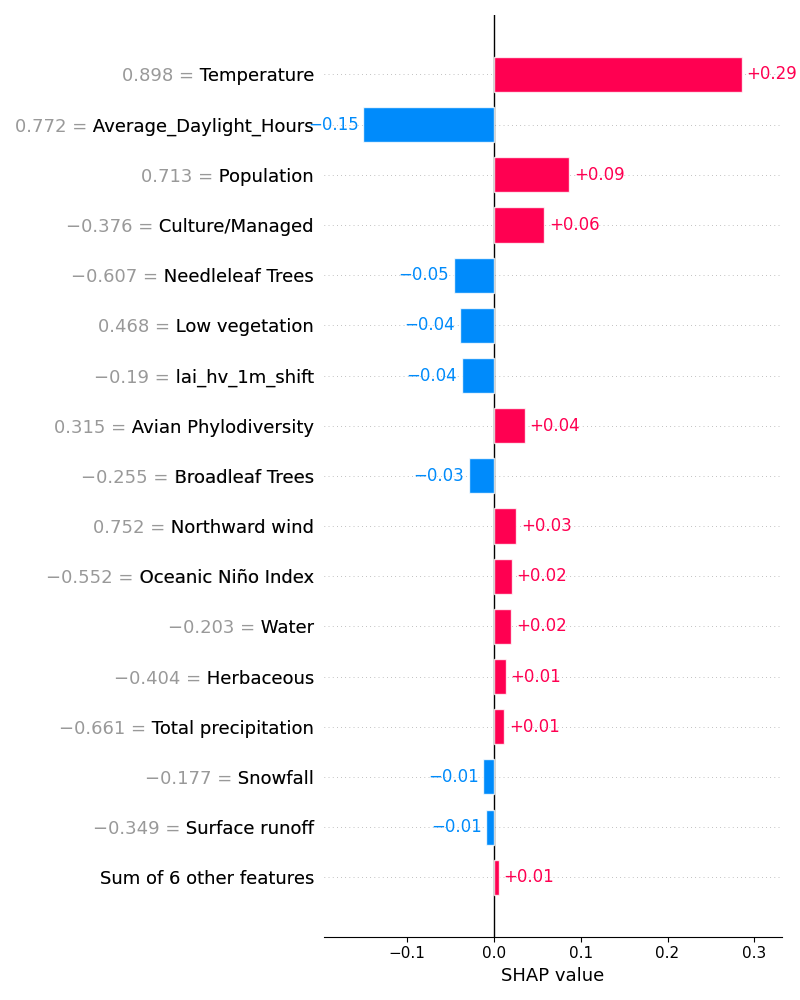 0.898 = Temperature +0.29
0.772 = Average_Daylight_Hours −0.15
0.713 = Population +0.09
−0.376 = Culture/Managed +0.06
−0.607 = Needleleaf Trees −0.05
0.468 = Low vegetation −0.04
−0.19 = lai_hv_1m_shift −0.04
0.315 = Avian Phylodiversity +0.04
−0.255 = Broadleaf Trees −0.03
0.752 = Northward wind +0.03
−0.552 = Oceanic Niño Index +0.02
−0.203 = Water +0.02
−0.404 = Herbaceous +0.01
−0.661 = Total precipitation +0.01
−0.177 = Snowfall −0.01
−0.349 = Surface runoff −0.01
Sum of 6 other features +0.01
−0.1 0.0 0.1 0.2 0.3
SHAP value